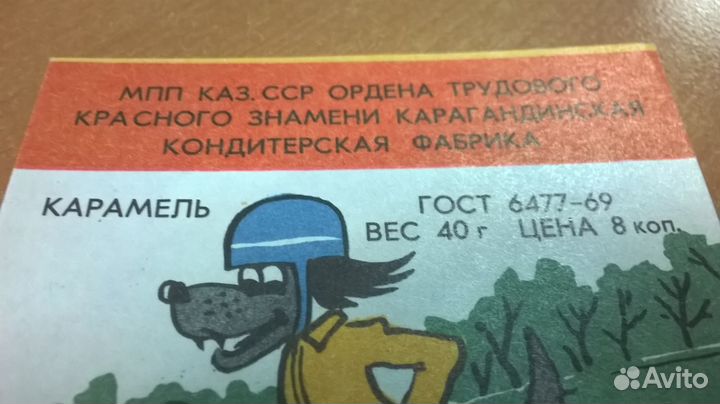 МПП КАЗ. ССР ОРДЕНА ТРУДОВОГО
КРАСНОГО ЗНАМЕНИ КАРАГАНДИНСКАЯ
КОНДИТЕРСКАЯ ФАБРИКА
КАРАМЕЛЬ
ГОСТ 6477-69
ВЕС 40 г ЦЕНА 8 коп.
Avito